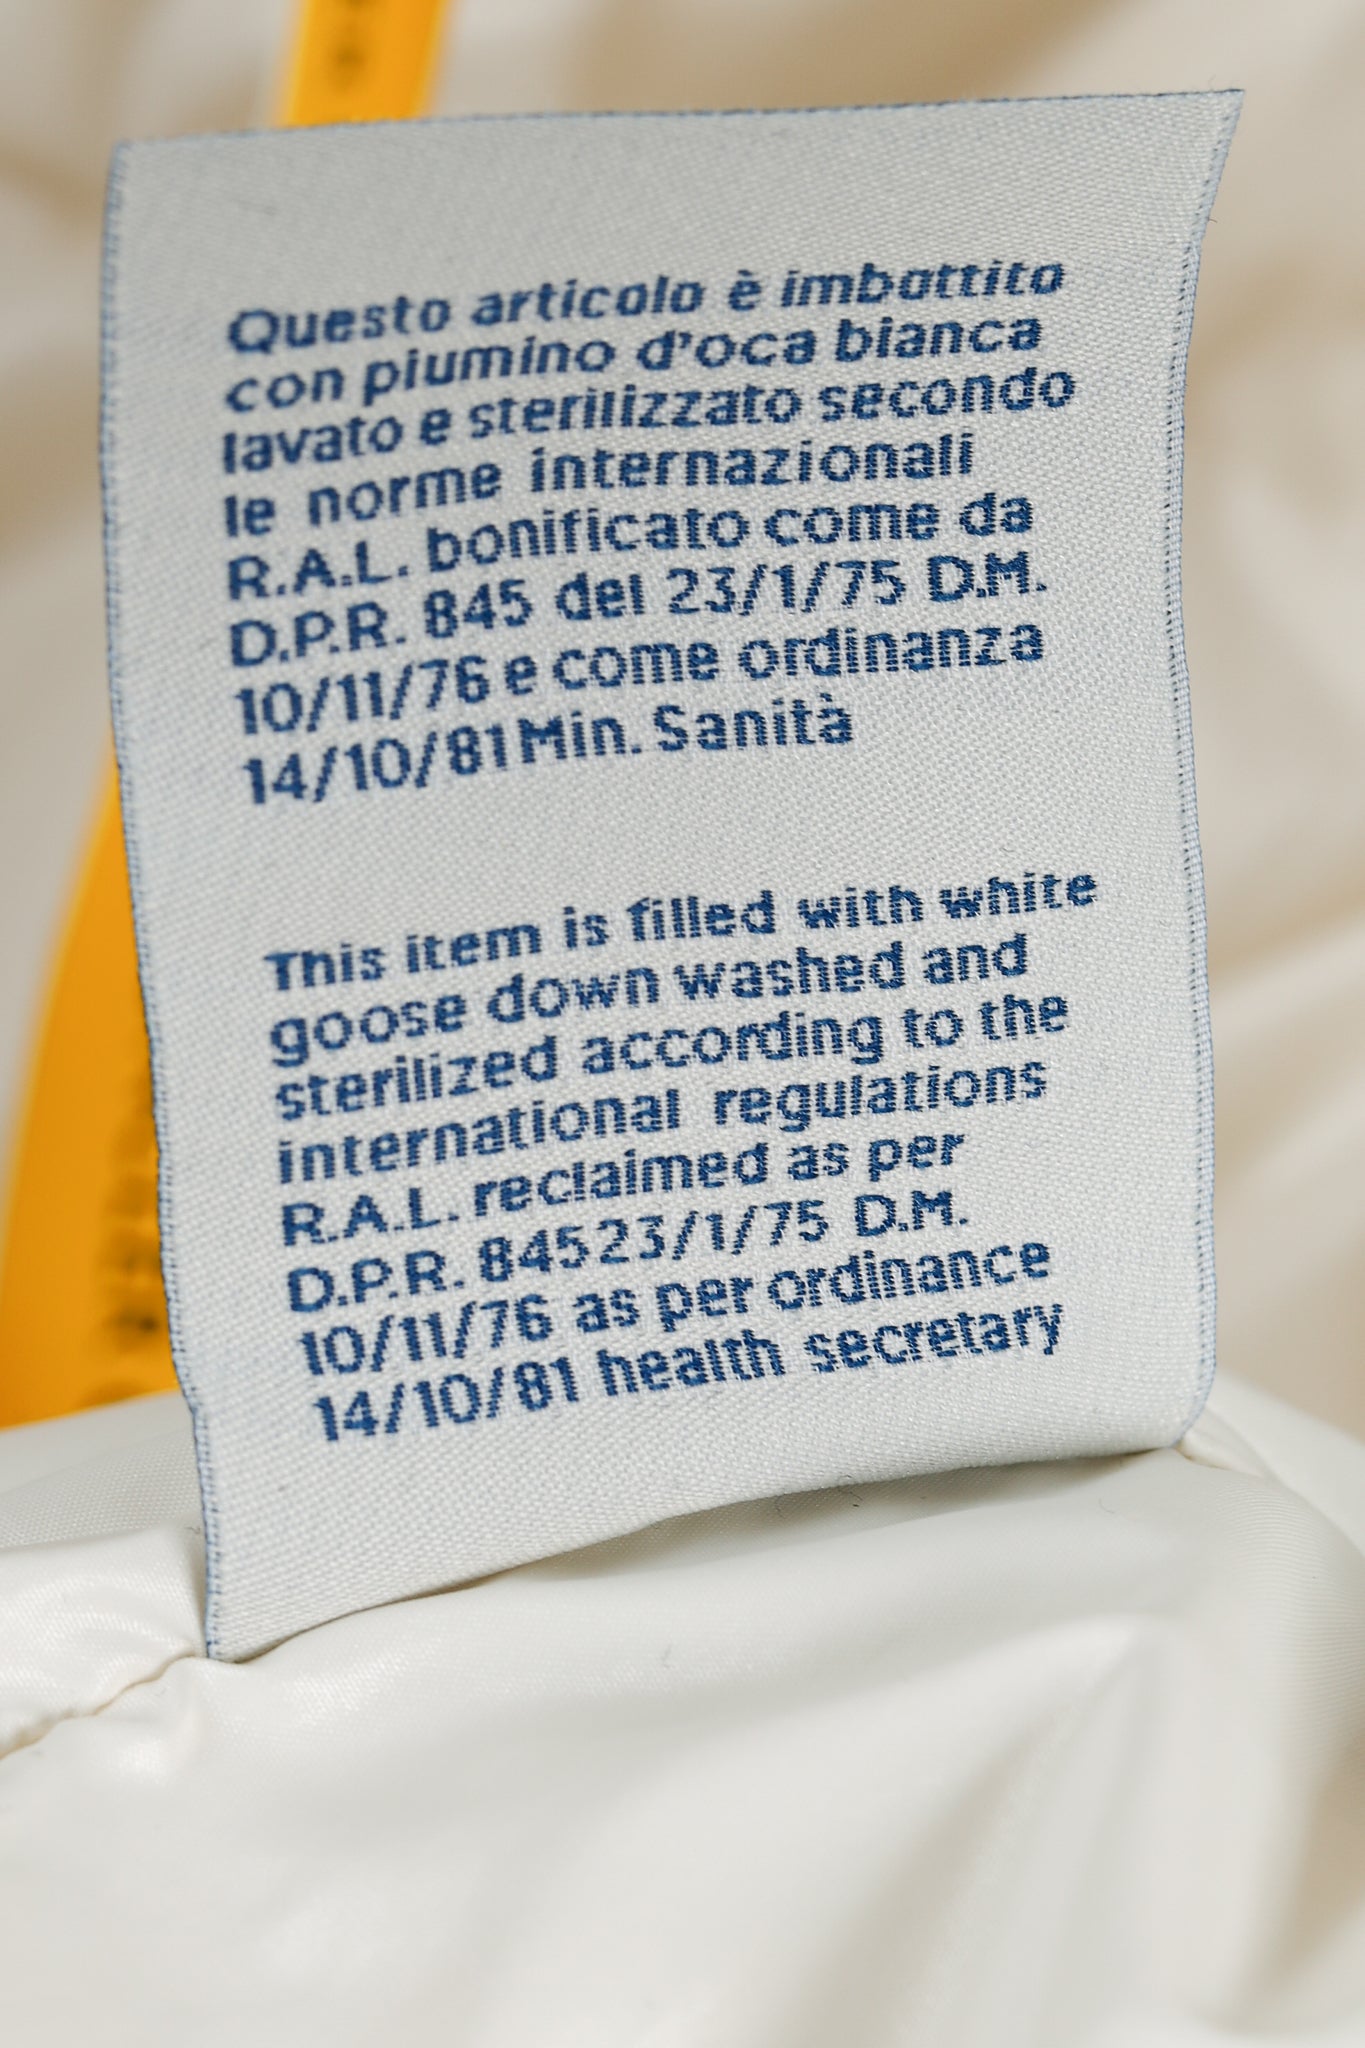 Questo articolo è imbottito
con piumino d'oca bianca
lavato e sterilizzato secondo
le norme internazionali
R.A.L. bonificato come da
D.P.R. 845 del 23/1/75 D.M.
10/11/76 e come ordinanza
14/10/81 Min. Sanità
This item is filled with white
goose down washed and
sterilized according to the
international regulations
R.A.L. reclaimed as per
D.P.R. 84523/1/75 D.M.
10/11/76 as per ordinance
14/10/81 health secretary